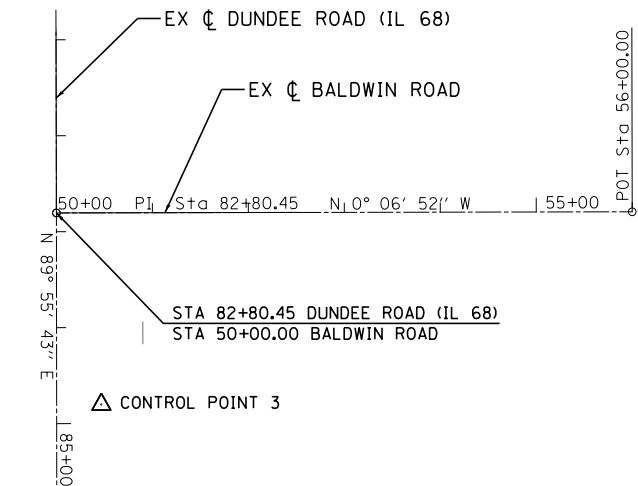 EX ℄ DUNDEE ROAD (IL 68)
EX ℄ BALDWIN ROAD
POT Sta 56+00.00
50+00 PI Sta 82+80.45 N 0° 06' 52'' W 55+00
N 89° 55' 43'' E
STA 82+80.45 DUNDEE ROAD (IL 68)
STA 50+00.00 BALDWIN ROAD
CONTROL POINT 3
85+00